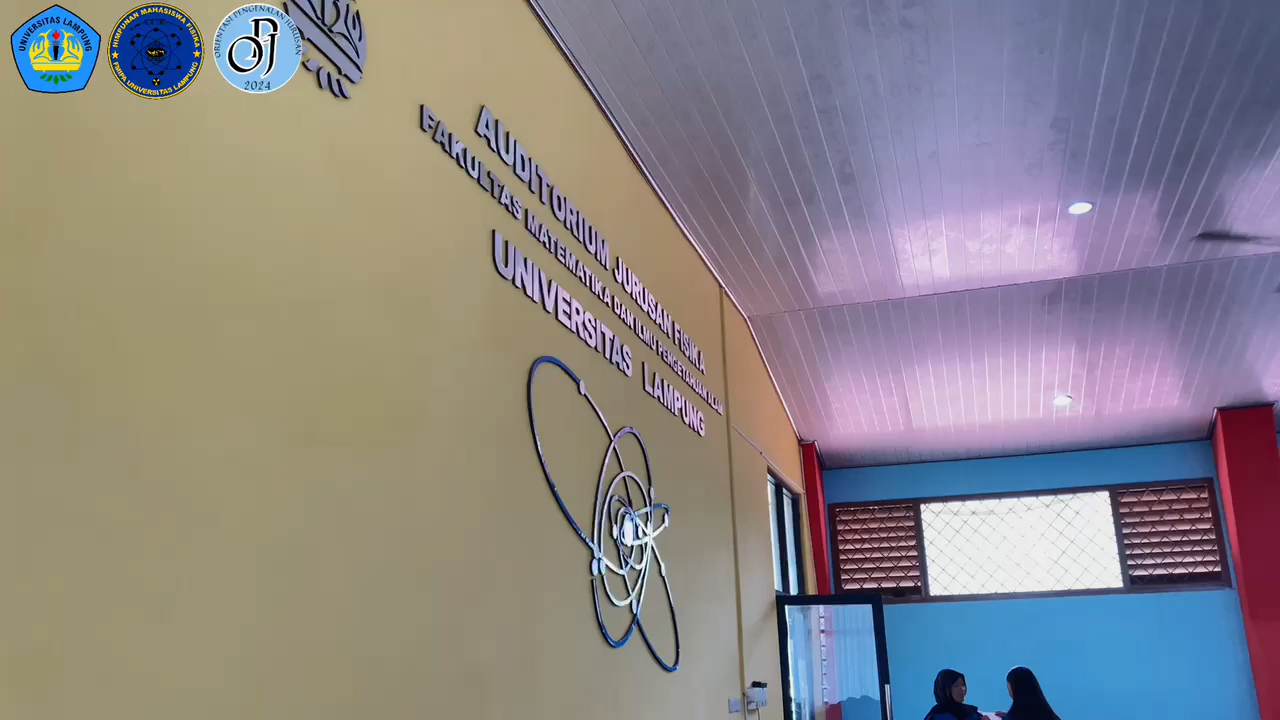 UNIVERSITAS LAMPUNG
HIMPUNAN MAHASISWA FISIKA
FMIPA UNIVERSITAS LAMPUNG
ORIENTASI PENGENALAN JURUSAN
OPJ
2024
AUDITORIUM JURUSAN FISIKA
FAKULTAS MATEMATIKA DAN ILMU PENGETAHUAN ALAM
UNIVERSITAS LAMPUNG